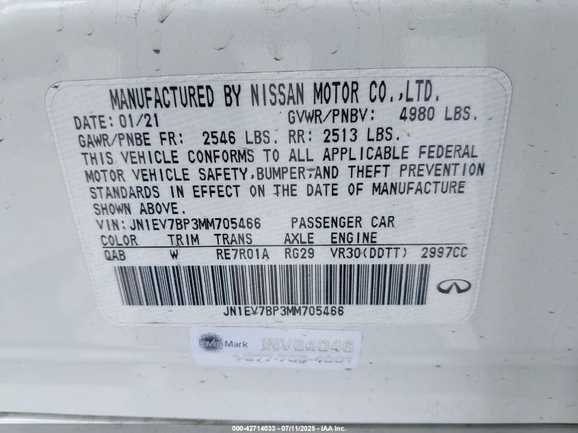 MANUFACTURED BY NISSAN MOTOR CO.,LTD.
DATE: 01/21 GVWR/PNBV: 4980 LBS.
GAWR/PNBE FR: 2546 LBS. RR: 2513 LBS.
THIS VEHICLE CONFORMS TO ALL APPLICABLE FEDERAL
MOTOR VEHICLE SAFETY, BUMPER, AND THEFT PREVENTION
STANDARDS IN EFFECT ON THE DATE OF MANUFACTURE
SHOWN ABOVE.
VIN: JN1EV7BP3MM705466 PASSENGER CAR
COLOR TRIM TRANS AXLE ENGINE
QAB W RE7R01A RG29 VR30(DDTT) 2997CC
JN1EV7BP3MM705466
Mark
000-42714033 - 07/11/2025 - IAA Inc.